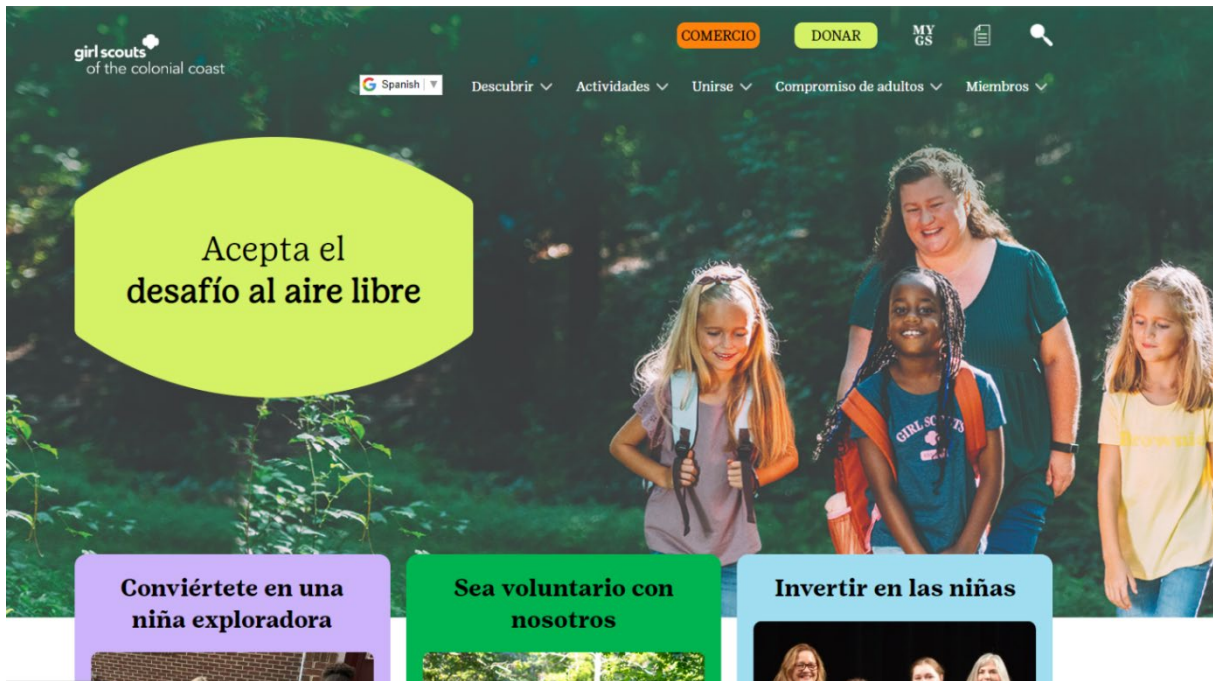 girl scouts
of the colonial coast
COMERCIO
DONAR
MY
GS
Spanish
Descubrir
Actividades
Unirse
Compromiso de adultos
Miembros
Acepta el
desafío al aire libre
GIRL SCOUTS
Conviértete en una
niña exploradora
Sea voluntario con
nosotros
Invertir en las niñas